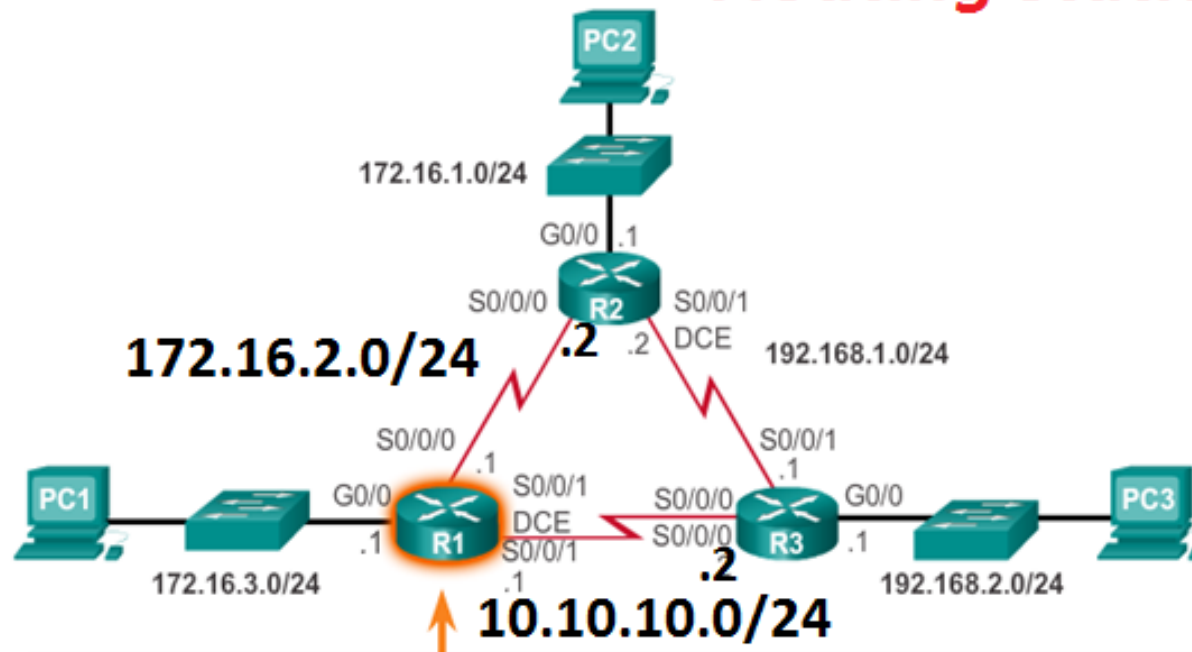 PC2
172.16.1.0/24
G0/0 .1
S0/0/0 R2 S0/0/1
.2 .2 DCE
172.16.2.0/24
192.168.1.0/24
S0/0/0 .1
S0/0/1 .1
PC1
G0/0 .1
R1
S0/0/1
DCE
S0/0/1
.1
S0/0/0
S0/0/0
.2
R3
G0/0
.1
PC3
172.16.3.0/24
192.168.2.0/24
10.10.10.0/24